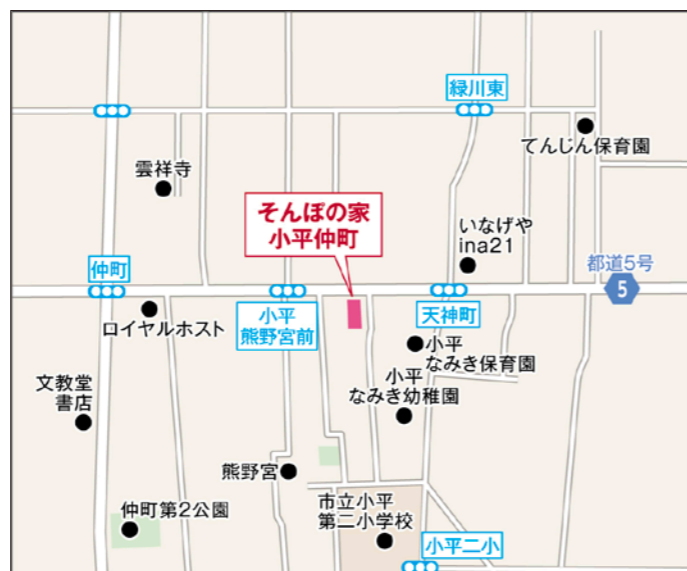 緑川東
てんじん保育園
雲祥寺
そんぽの家
小平仲町
いなげや
ina21
仲町
都道5号
5
小平
熊野宮前
天神町
ロイヤルホスト
小平
なみき保育園
文教堂
書店
小平
なみき幼稚園
熊野宮
仲町第2公園
市立小平
第二小学校
小平二小